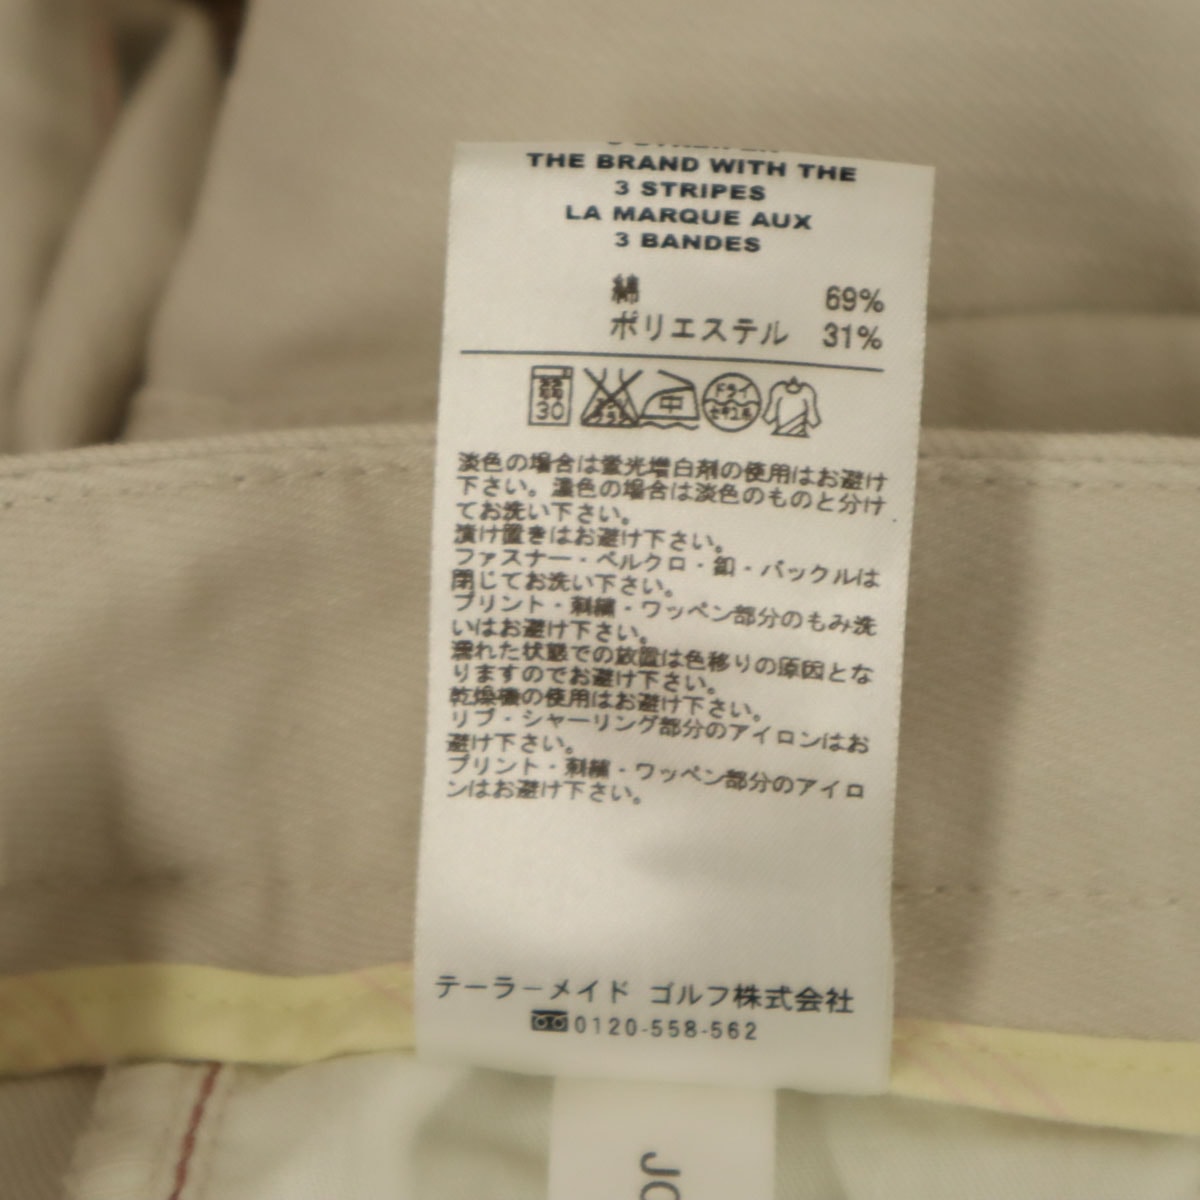 THE BRAND WITH THE
3 STRIPES
LA MARQUE AUX
3 BANDES
綿 69%
ポリエステル 31%
30
中
ドライ
セキユ系
淡色の場合は蛍光増白剤の使用はお避け
下さい。濃色の場合は淡色のものと分け
てお洗い下さい。
漬け置きはお避け下さい。
ファスナー・ベルクロ・釦・バックルは
閉じてお洗い下さい。
プリント・刺繍・ワッペン部分のもみ洗
いはお避け下さい。
濡れた状態での放置は色移りの原因とな
りますのでお避け下さい。
乾燥機の使用はお避け下さい。
リブ・シャーリング部分のアイロンはお
避け下さい。
プリント・刺繍・ワッペン部分のアイロ
ンはお避け下さい。
テーラーメイド ゴルフ株式会社
0120-558-562
JO